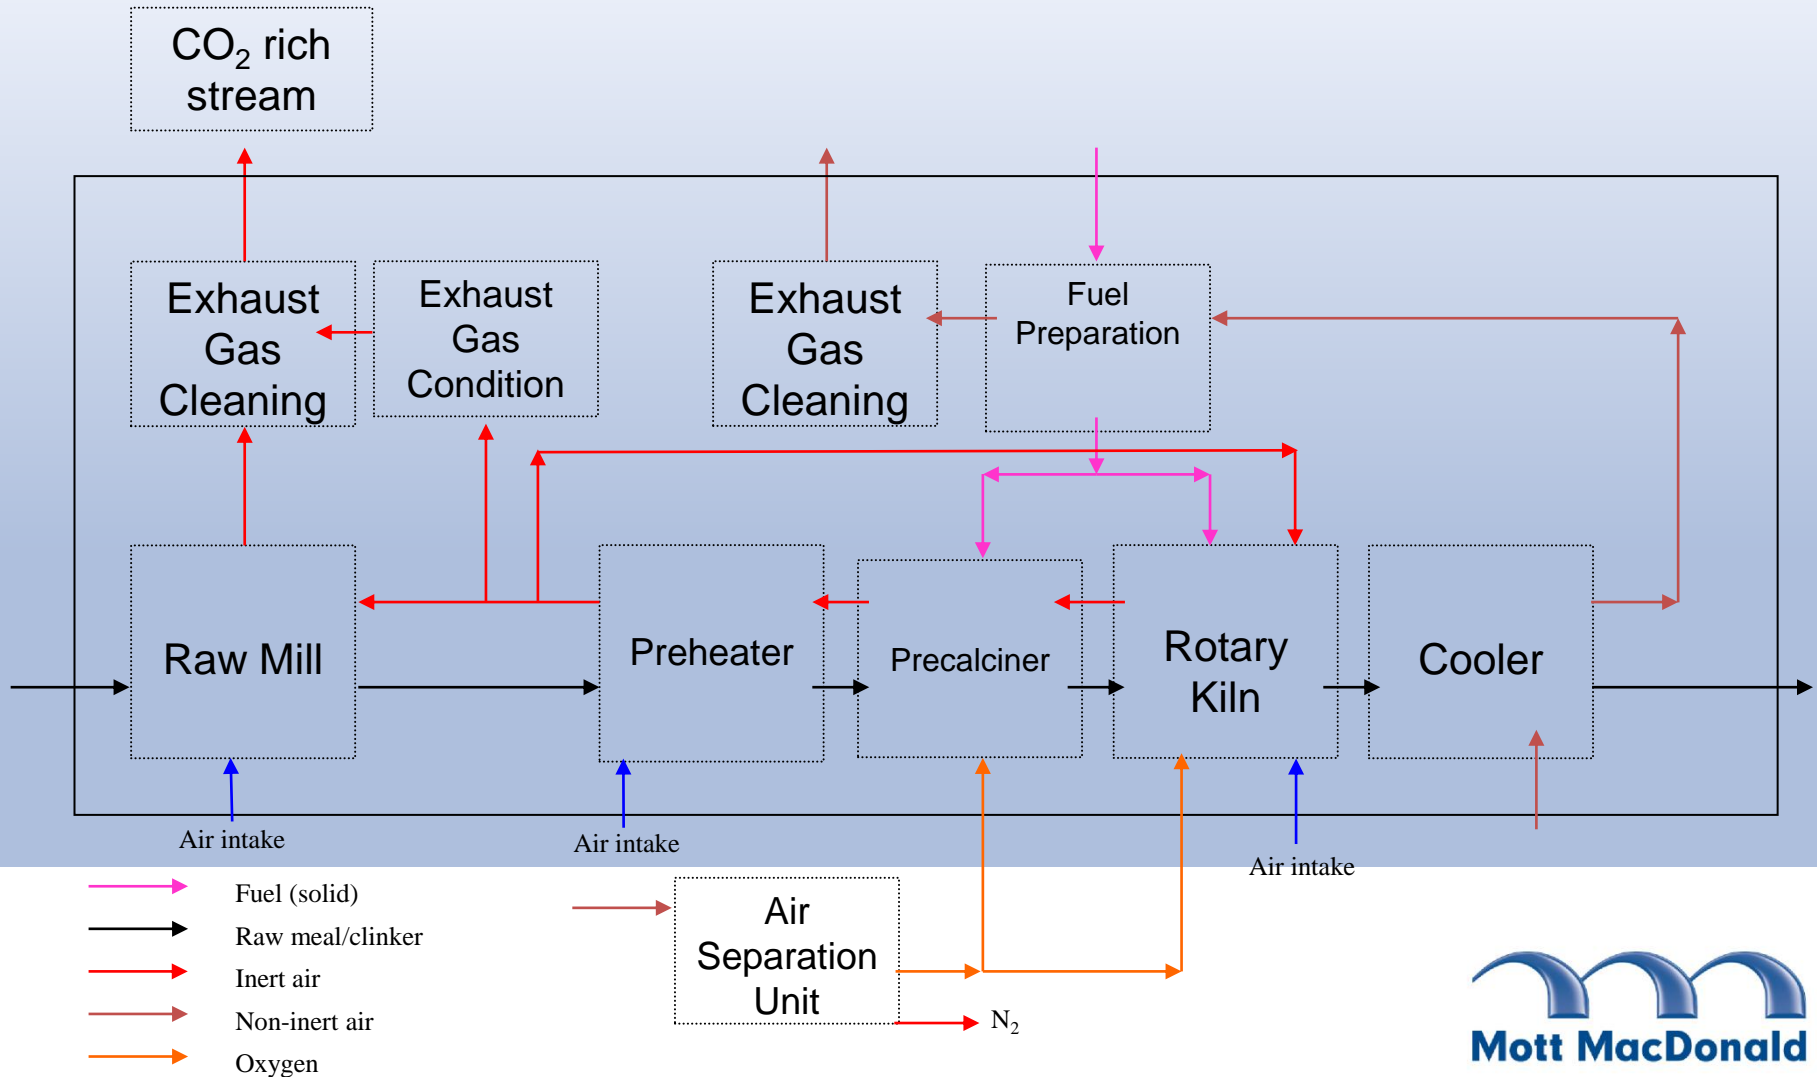 CO₂ rich
stream
Exhaust
Gas
Cleaning
Exhaust
Gas
Condition
Exhaust
Gas
Cleaning
Fuel
Preparation
Raw Mill
Preheater
Precalciner
Rotary
Kiln
Cooler
Air intake
Air intake
Air intake
Fuel (solid)
Raw meal/clinker
Inert air
Non-inert air
Oxygen
Air
Separation
Unit
N₂
Mott MacDonald